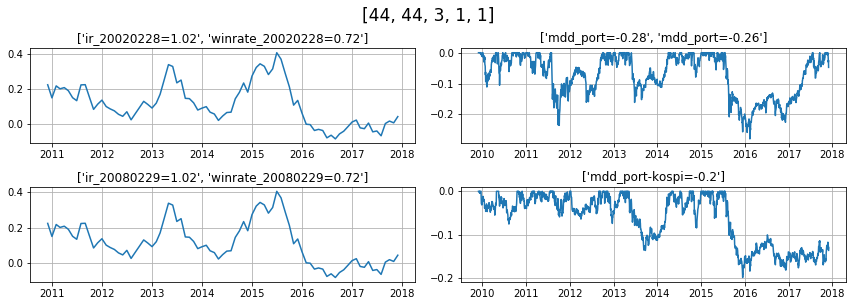 [44, 44, 3, 1, 1]
['ir_20020228=1.02', 'winrate_20020228=0.72']
0.4
0.2
0.0
2011 2012 2013 2014 2015 2016 2017 2018
['mdd_port=-0.28', 'mdd_port=-0.26']
0.0
−0.1
−0.2
2010 2011 2012 2013 2014 2015 2016 2017 2018
['ir_20080229=1.02', 'winrate_20080229=0.72']
0.4
0.2
0.0
2011 2012 2013 2014 2015 2016 2017 2018
['mdd_port-kospi=-0.2']
0.0
−0.1
−0.2
2010 2011 2012 2013 2014 2015 2016 2017 2018